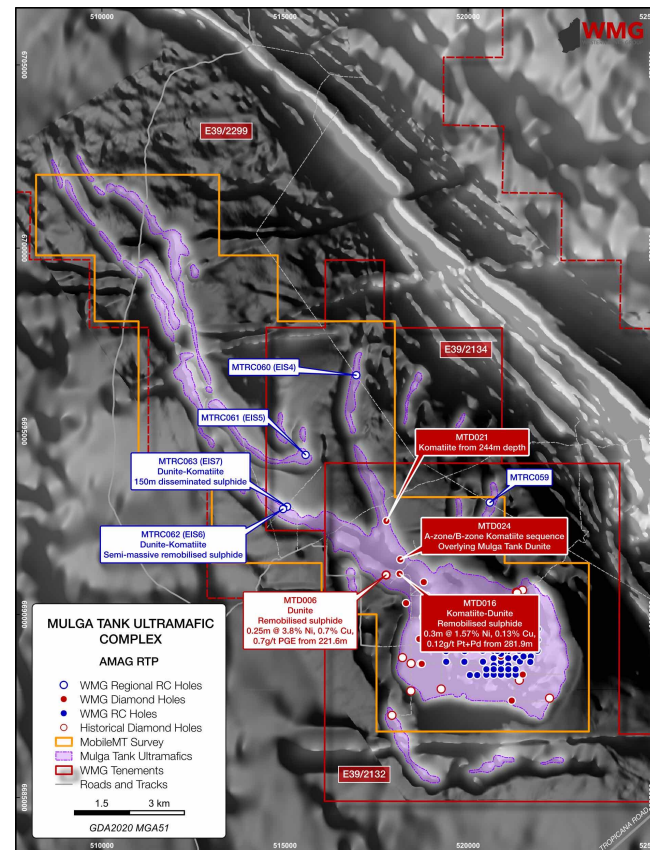 510000
515000
520000
WMG
6705000
6700000
6695000
6690000
6685000
E39/2299
E39/2134
MTRC060 (EIS4)
MTRC061 (EIS5)
MTD021
Komatiite from 244m depth
MTRC063 (EIS7)
Dunite-Komatiite
150m disseminated sulphide
MTRC059
MTRC062 (EIS6)
Dunite-Komatiite
Semi-massive remobilised sulphide
MTD024
A-zone/B-zone Komatiite sequence
Overlying Mulga Tank Dunite
MTD006
Dunite
Remobilised sulphide
0.25m @ 3.8% Ni, 0.7% Cu,
0.7g/t PGE from 221.6m
MTD016
Komatiite-Dunite
Remobilised sulphide
0.3m @ 1.57% Ni, 0.13% Cu,
0.12g/t Pt+Pd from 281.9m
E39/2132
MULGA TANK ULTRAMAFIC
COMPLEX
AMAG RTP
WMG Regional RC Holes
WMG Diamond Holes
WMG RC Holes
Historical Diamond Holes
MobileMT Survey
Mulga Tank Ultramafics
WMG Tenements
Roads and Tracks
1.5 3 km
GDA2020 MGA51
TROPICANA ROAD
510000
515000
520000